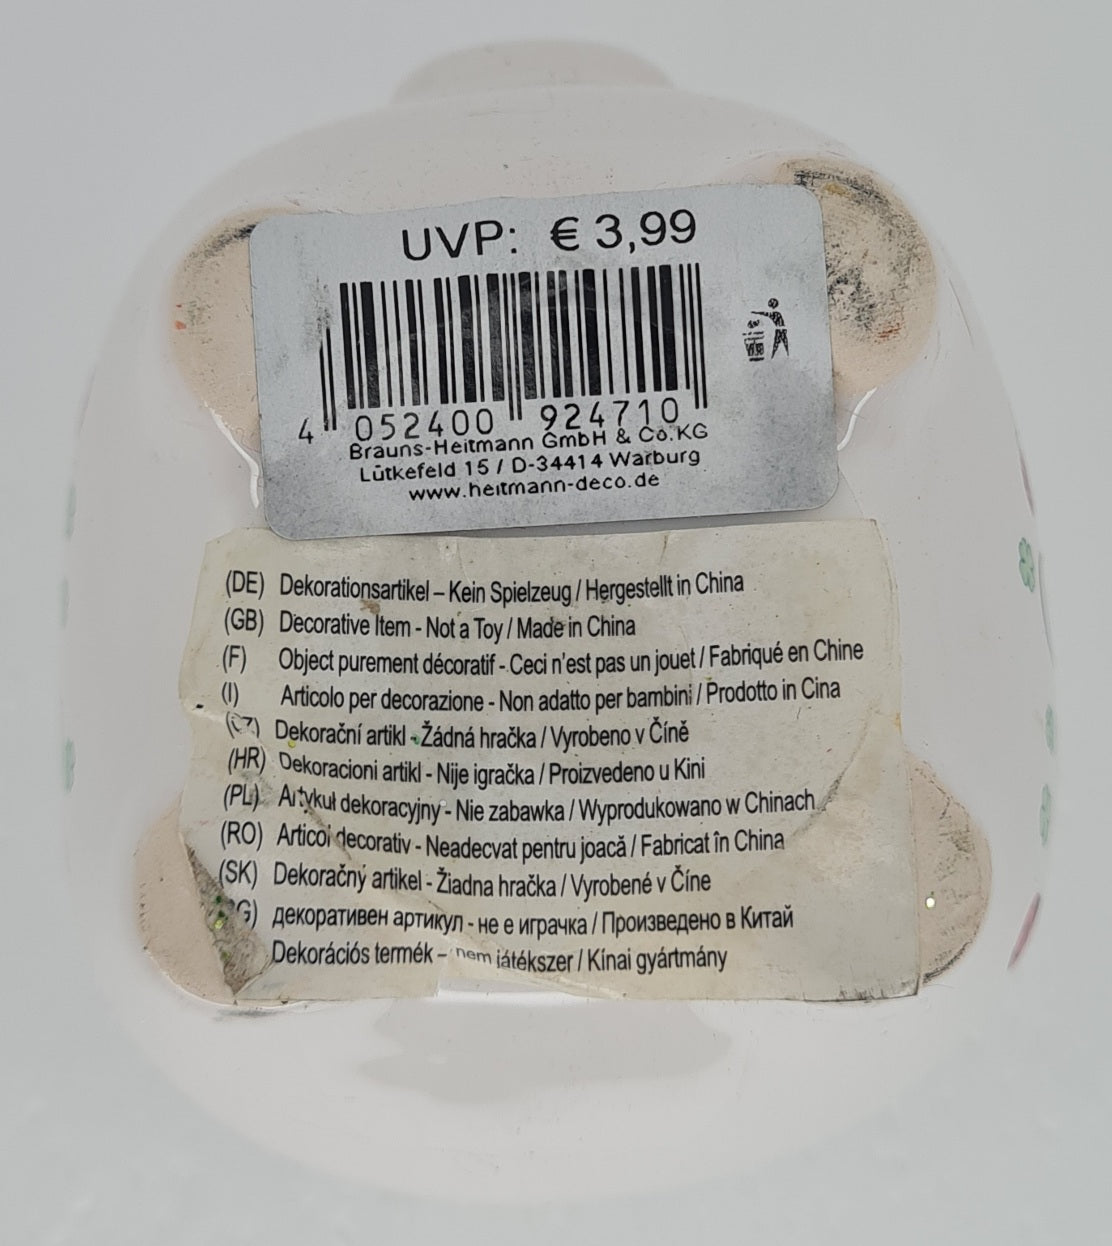 UVP: € 3,99
4 052400 924710
Brauns-Heitmann GmbH & Co.KG
Lütkefeld 15 / D-34414 Warburg
www.heitmann-deco.de
(DE) Dekorationsartikel – Kein Spielzeug / Hergestellt in China
(GB) Decorative Item - Not a Toy / Made in China
(F) Object purement décoratif - Ceci n'est pas un jouet / Fabriqué en Chine
(I) Articolo per decorazione - Non adatto per bambini / Prodotto in Cina
(CZ) Dekorační artikl - Žádná hračka / Vyrobeno v Číně
(HR) Dekoracioni artikl - Nije igračka / Proizvedeno u Kini
(PL) Artykuł dekoracyjny - Nie zabawka / Wyprodukowano w Chinach
(RO) Articol decorativ - Neadecvat pentru joacă / Fabricat în China
(SK) Dekoračný artikel - Žiadna hračka / Vyrobené v Číne
G) декоративен артикул - не е играчка / Произведено в Китай
Dekorációs termék – nem játékszer / Kínai gyártmány